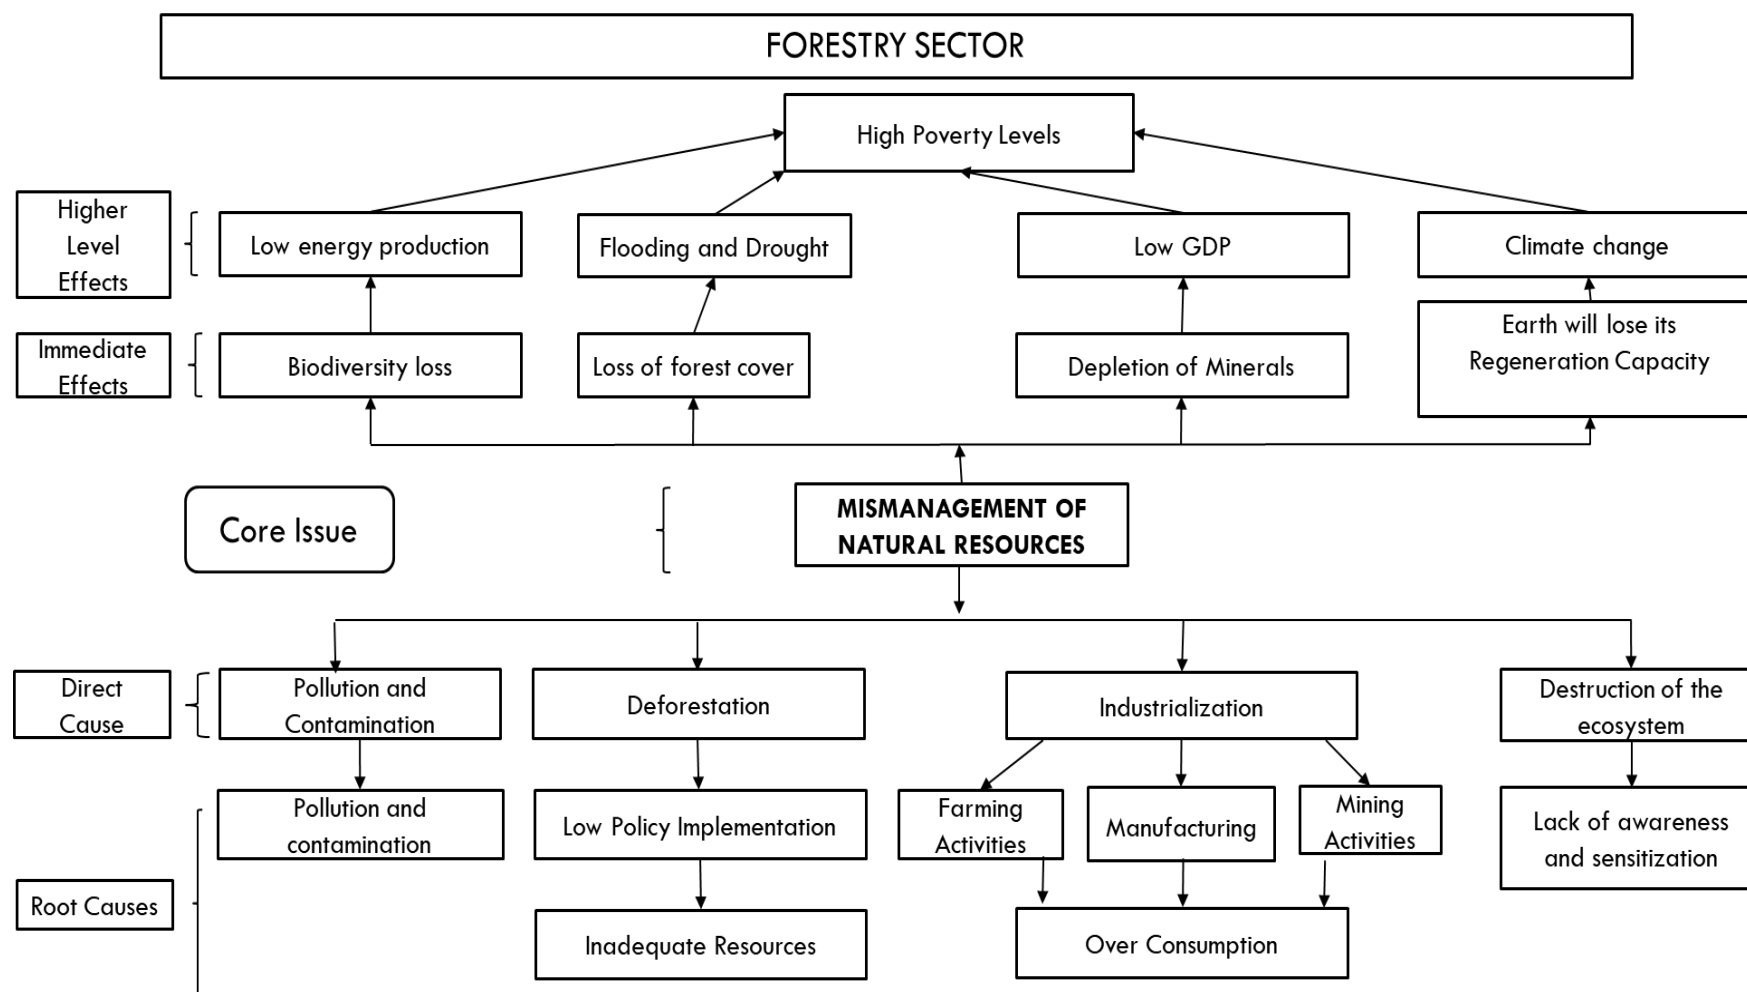 FORESTRY SECTOR
High Poverty Levels
Higher
Level
Effects
Low energy production
Flooding and Drought
Low GDP
Climate change
Immediate
Effects
Biodiversity loss
Loss of forest cover
Depletion of Minerals
Earth will lose its
Regeneration Capacity
Core Issue
MISMANAGEMENT OF
NATURAL RESOURCES
Direct
Cause
Pollution and
Contamination
Deforestation
Industrialization
Destruction of the
ecosystem
Root Causes
Pollution and
contamination
Low Policy Implementation
Farming
Activities
Manufacturing
Mining
Activities
Lack of awareness
and sensitization
Inadequate Resources
Over Consumption